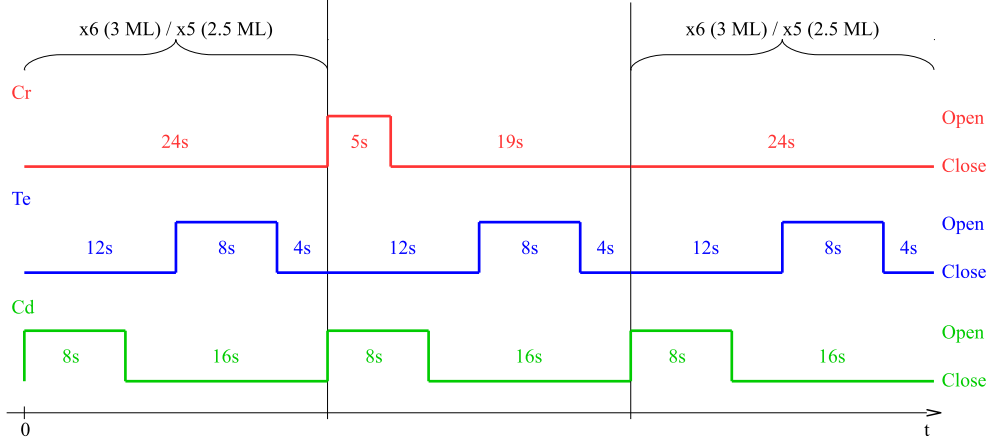 x6 (3 ML) / x5 (2.5 ML) x6 (3 ML) / x5 (2.5 ML)
Cr
Open
24s 5s 19s 24s
Close
Te
Open
12s 8s 4s 12s 8s 4s 12s 8s 4s
Close
Cd
Open
8s 16s 8s 16s 8s 16s
Close
0 t